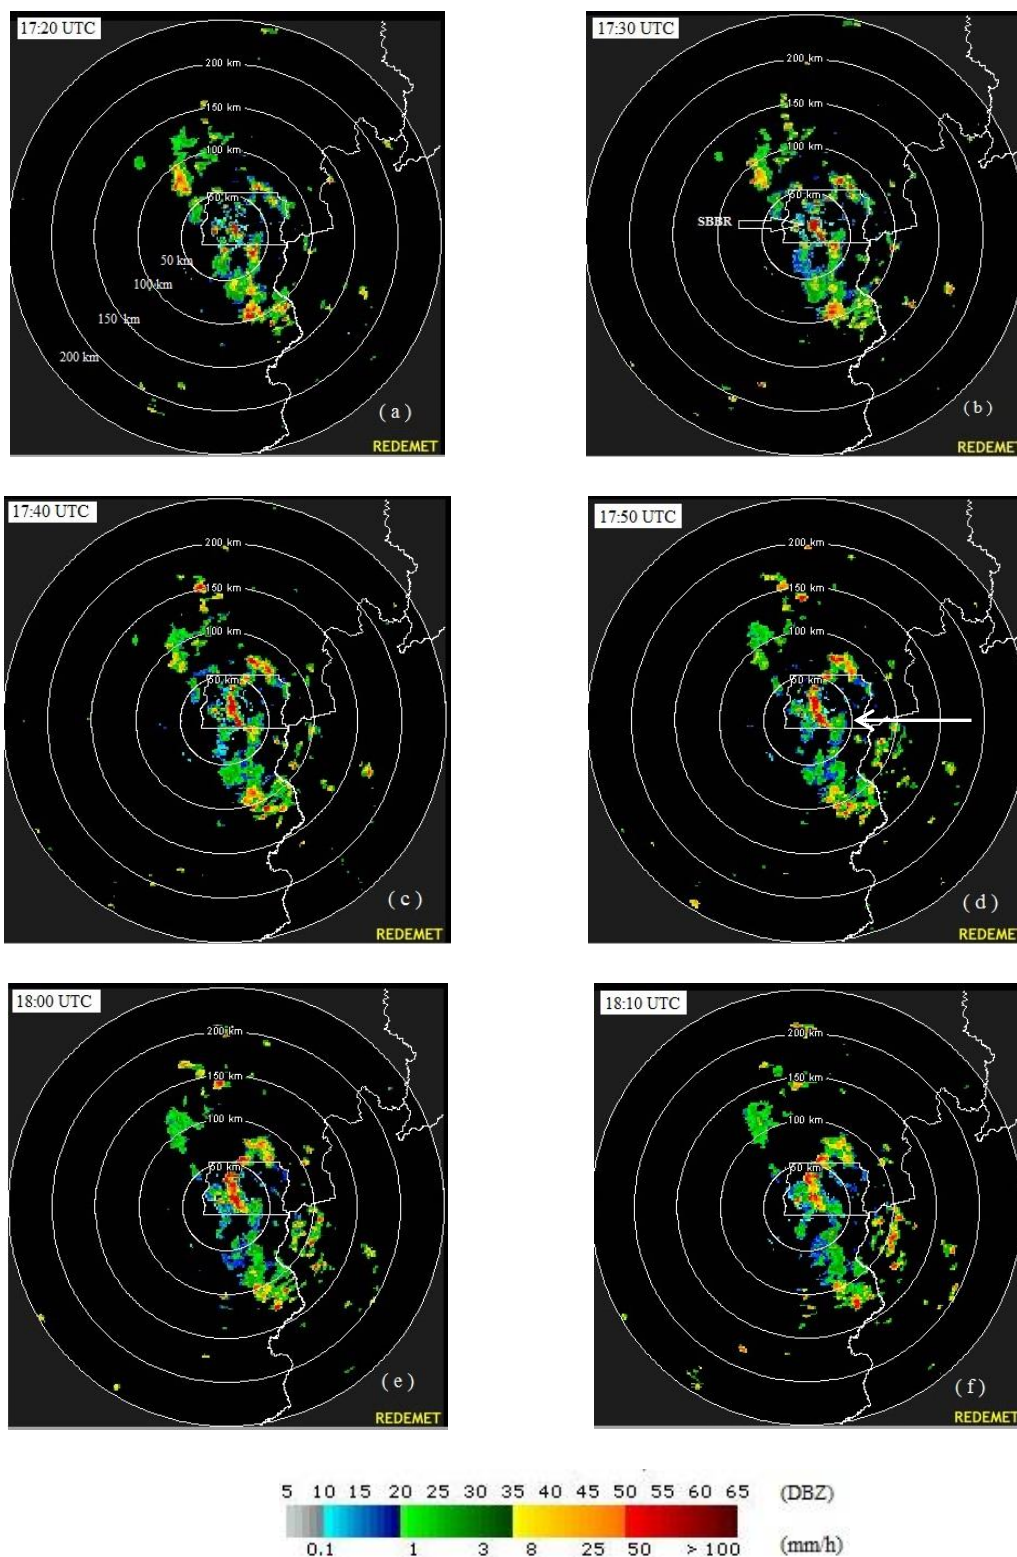 17:20 UTC
200 km
150 km
100 km
50 km
50 km
100 km
150 km
200 km
( a )
REDEMET
17:30 UTC
200 km
150 km
100 km
50 km
SBBR
( b )
REDEMET
17:40 UTC
200 km
150 km
100 km
50 km
( c )
REDEMET
17:50 UTC
200 km
150 km
100 km
50 km
( d )
REDEMET
18:00 UTC
200 km
150 km
100 km
50 km
( e )
REDEMET
18:10 UTC
200 km
150 km
100 km
50 km
( f )
REDEMET
5 10 15 20 25 30 35 40 45 50 55 60 65 (DBZ)
0.1 1 3 8 25 50 > 100 (mm/h)